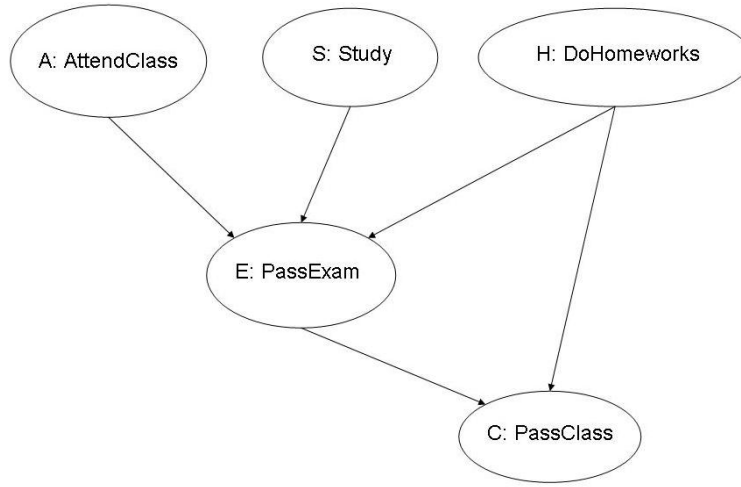 A: AttendClass
S: Study
H: DoHomeworks
E: PassExam
C: PassClass